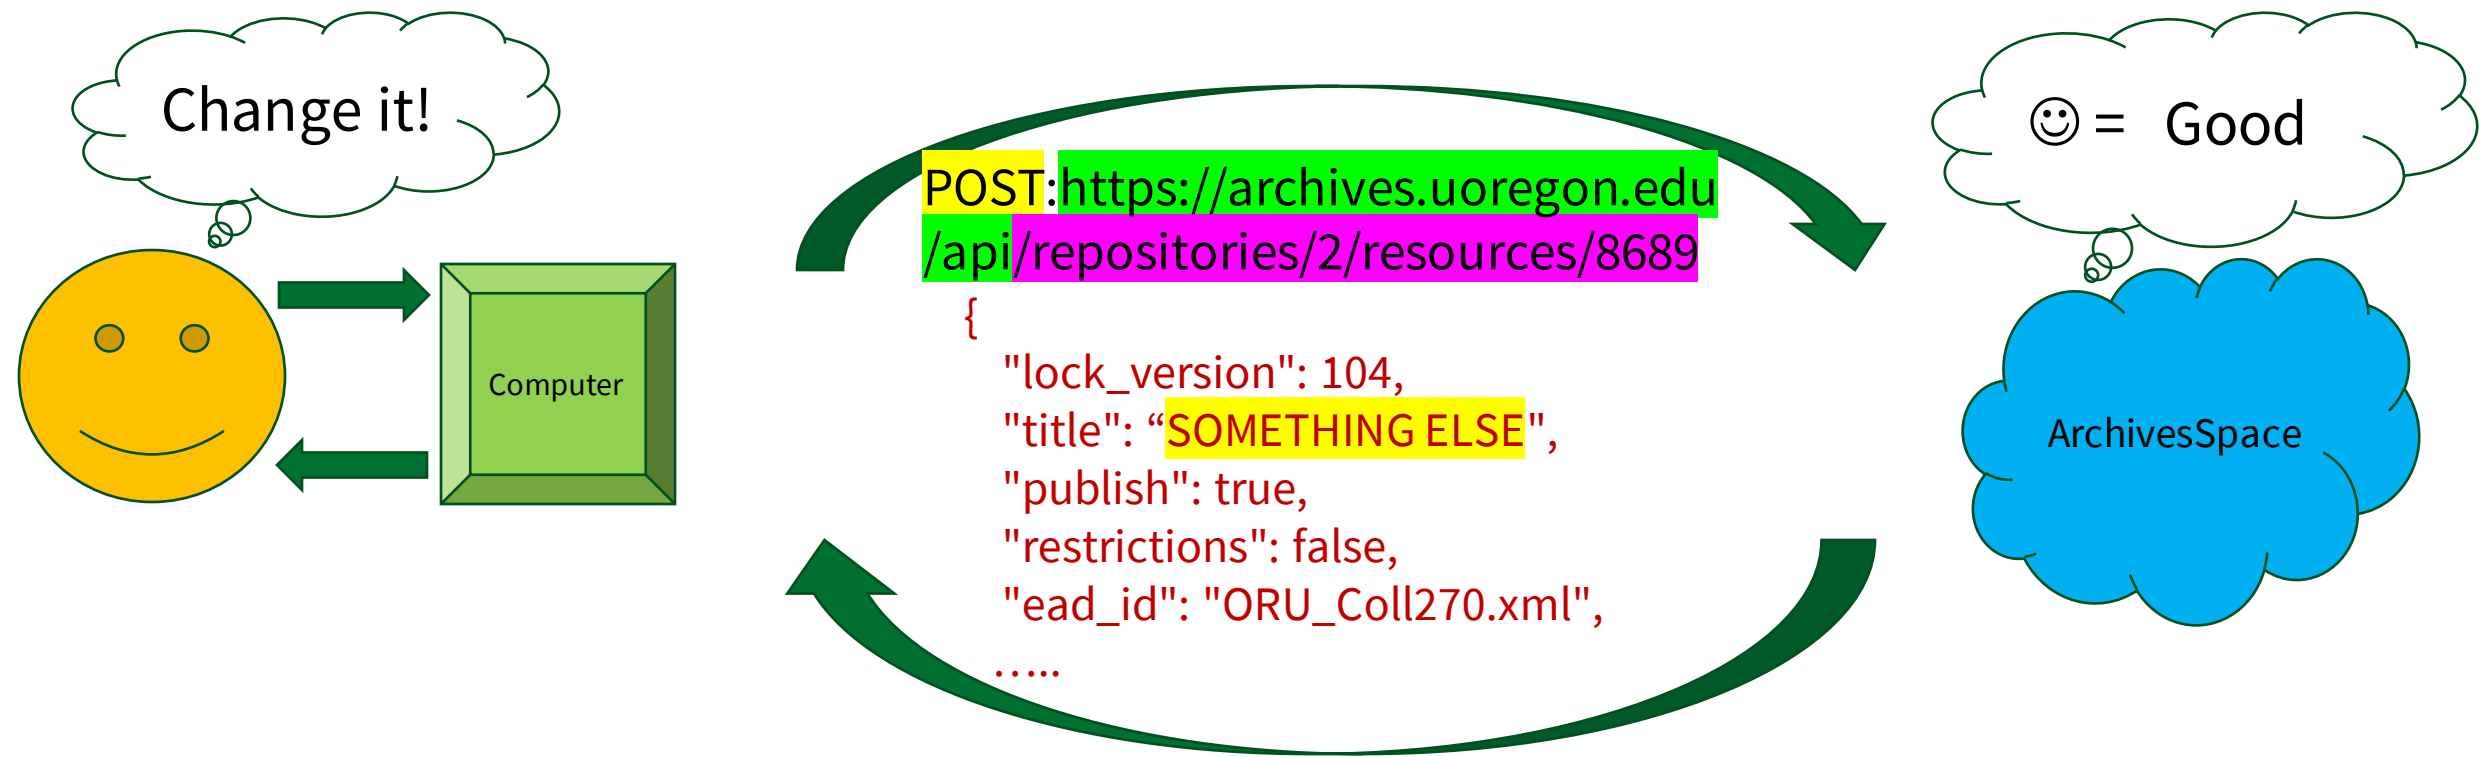 Change it!
☺ = Good
POST:https://archives.uoregon.edu
/api/repositories/2/resources/8689
{
"lock_version": 104,
"title": “SOMETHING ELSE",
"publish": true,
"restrictions": false,
"ead_id": "ORU_Coll270.xml",
…..
Computer
ArchivesSpace